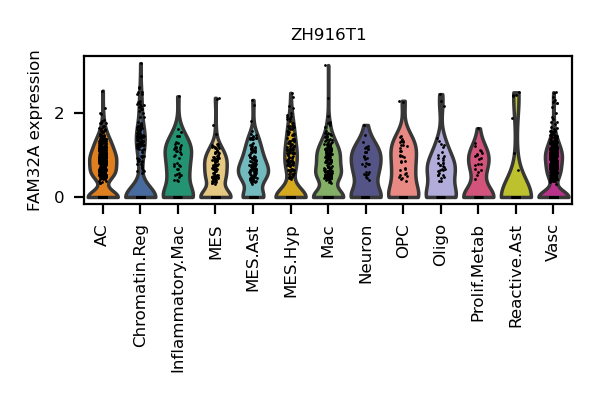 ZH916T1
FAM32A expression
2
0
AC
Chromatin.Reg
Inflammatory.Mac
MES
MES.Ast
MES.Hyp
Mac
Neuron
OPC
Oligo
Prolif.Metab
Reactive.Ast
Vasc